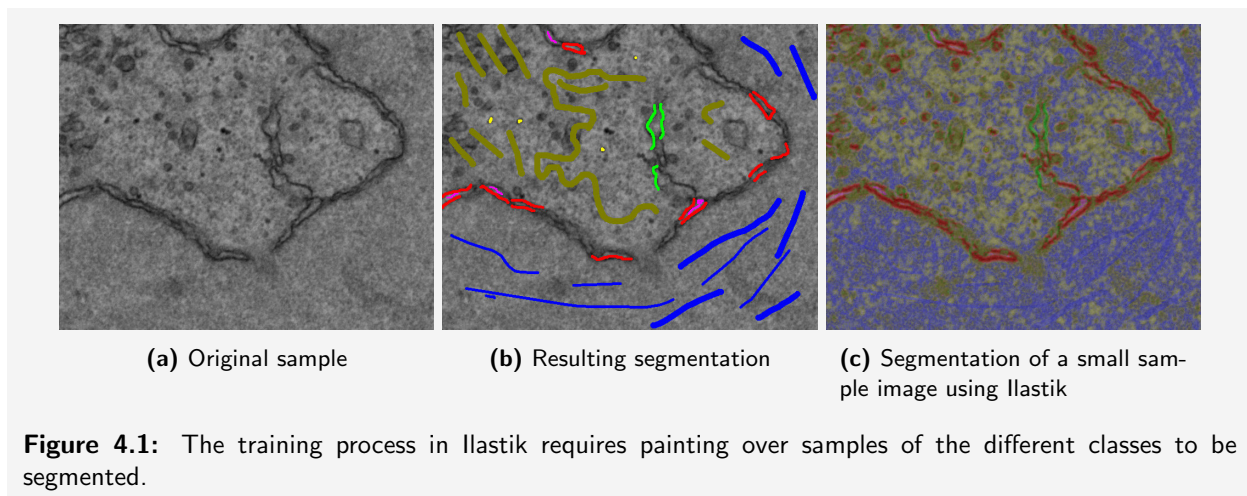 (a) Original sample
(b) Resulting segmentation
(c) Segmentation of a small sam-
ple image using Ilastik
Figure 4.1: The training process in Ilastik requires painting over samples of the different classes to be
segmented.